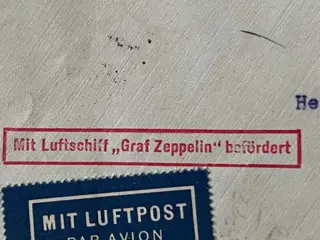 He
Mit Luftschiff „Graf Zeppelin“ befördert
MIT LUFTPOST
PAR AVION